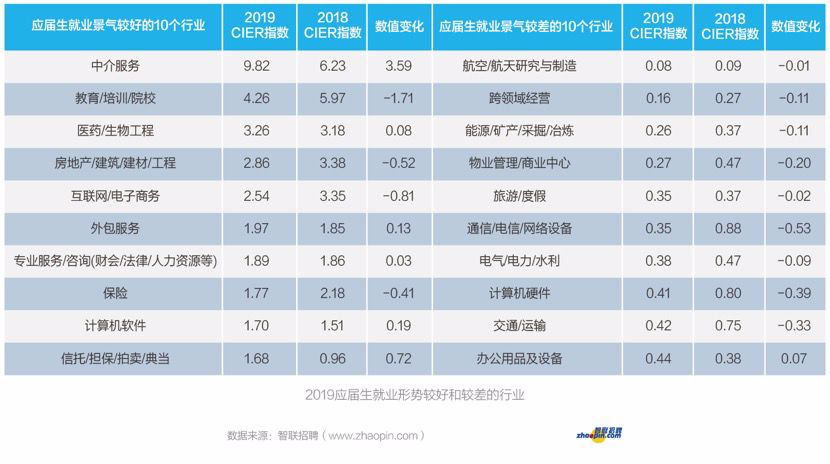 应届生就业景气较好的10个行业 2019 CIER指数 2018 CIER指数 数值变化 应届生就业景气较差的10个行业 2019 CIER指数 2018 CIER指数 数值变化
中介服务 9.82 6.23 3.59 航空/航天研究与制造 0.08 0.09 -0.01
教育/培训/院校 4.26 5.97 -1.71 跨领域经营 0.16 0.27 -0.11
医药/生物工程 3.26 3.18 0.08 能源/矿产/采掘/冶炼 0.26 0.37 -0.11
房地产/建筑/建材/工程 2.86 3.38 -0.52 物业管理/商业中心 0.27 0.47 -0.20
互联网/电子商务 2.54 3.35 -0.81 旅游/度假 0.35 0.37 -0.02
外包服务 1.97 1.85 0.13 通信/电信/网络设备 0.35 0.88 -0.53
专业服务/咨询(财会/法律/人力资源等) 1.89 1.86 0.03 电气/电力/水利 0.38 0.47 -0.09
保险 1.77 2.18 -0.41 计算机硬件 0.41 0.80 -0.39
计算机软件 1.70 1.51 0.19 交通/运输 0.42 0.75 -0.33
信托/担保/拍卖/典当 1.68 0.96 0.72 办公用品及设备 0.44 0.38 0.07
2019应届生就业形势较好和较差的行业
数据来源：智联招聘（www.zhaopin.com）
智联招聘
zhaopin.com